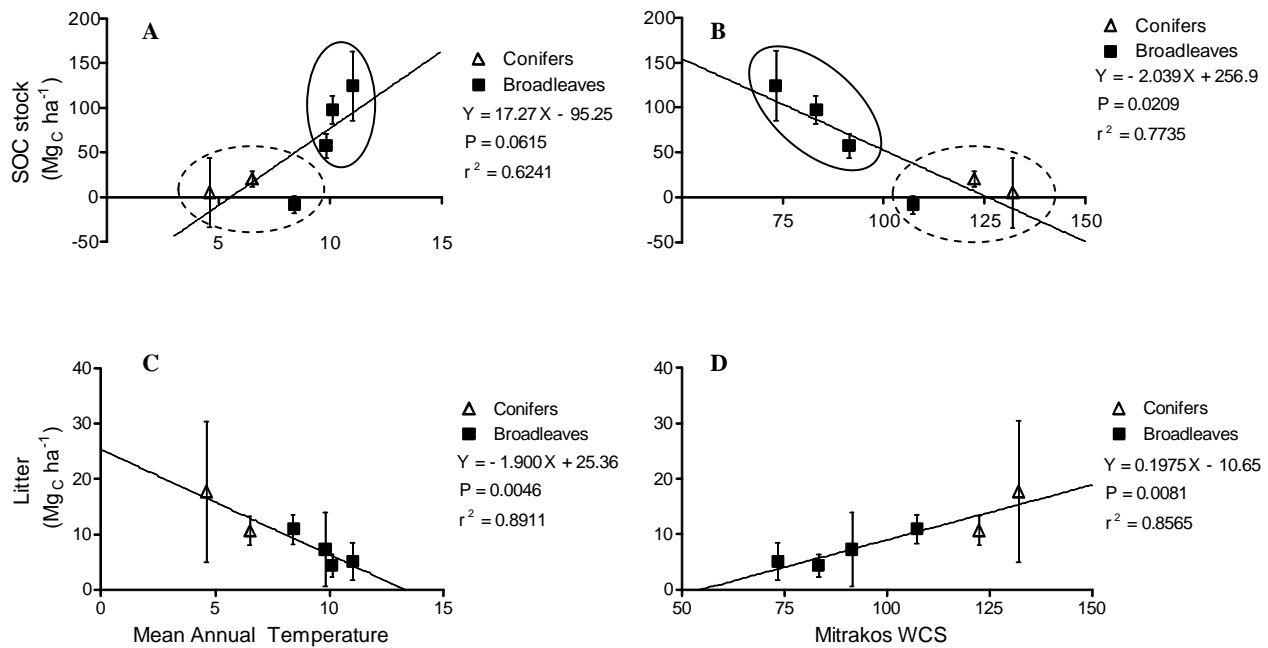 A
200
150
100
50
0
-50
5
10
15
SOC stock
(Mg_C ha^-1)
Conifers
Broadleaves
Y = 17.27 X - 95.25
P = 0.0615
r² = 0.6241
B
200
150
100
50
0
-50
75
100
125
150
Conifers
Broadleaves
Y = - 2.039 X + 256.9
P = 0.0209
r² = 0.7735
C
40
30
20
10
0
0
5
10
15
Litter
(Mg_C ha^-1)
Mean Annual Temperature
Conifers
Broadleaves
Y = - 1.900 X + 25.36
P = 0.0046
r² = 0.8911
D
40
30
20
10
0
50
75
100
125
150
Mitrakos WCS
Conifers
Broadleaves
Y = 0.1975 X - 10.65
P = 0.0081
r² = 0.8565